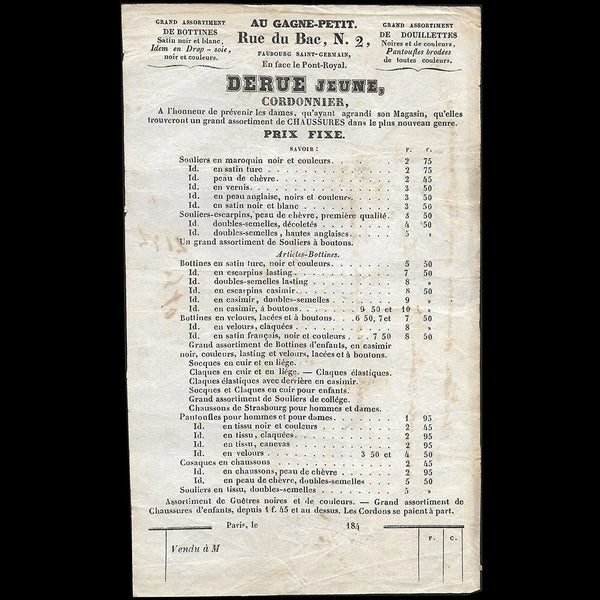 GRAND ASSORTIMENT
DE BOTTINES
Satin noir et blanc,
Idem en Drap-soie,
noir et couleurs.
AU GAGNE-PETIT.
Rue du Bac, N. 2,
FAUBOURG SAINT-GERMAIN,
En face le Pont-Royal.
GRAND ASSORTIMENT
DE DOUILLETTES
Noires et de couleurs,
Pantoufles brodées
de toutes couleurs.
DERUE JEUNE,
CORDONNIER,
A l'honneur de prévenir les dames, qu'ayant agrandi son Magasin, qu'elles
trouveront un grand assortiment de CHAUSSURES dans le plus nouveau genre.
PRIX FIXE.
SAVOIR : F. C.
Souliers en maroquin noir et couleurs. 2 75
Id. en satin turc 2 75
Id. peau de chèvre. 2 45
Id. en vernis. 3 50
Id. en peau anglaise, noirs et couleurs. 3 50
Id. en satin noir et blanc 3 50
Souliers-escarpins, peau de chèvre, première qualité. 3 50
Id. doubles-semelles, décoletés 4 50
Id. doubles-semelles, hautes anglaises. 5 »
Un grand assortiment de Souliers à boutons.
Articles-Bottines.
Bottines en satin turc, noir et couleurs. 5 50
Id. en escarpins lasting. 7 50
Id. doubles-semelles lasting 8 »
Id. en escarpins casimir. 8 50
Id. en casimir, doubles-semelles 9 »
Id. en casimir, à boutons. 9 50 et 10 »
Bottines en velours, lacées et à boutons. 6 50, 7 et 7 50
Id. en velours, claquées 8 »
Id. en satin français, noir et couleurs 7 50 8 50
Grand assortiment de Bottines d'enfants, en casimir
noir, couleurs, lasting et velours, lacées et à boutons.
Socques en cuir et en liége.
Claques en cuir et en liége. — Claques élastiques.
Claques élastiques avec derrière en casimir.
Socques et Claques en cuir pour enfants.
Grand assortiment de Souliers de collége.
Chaussons de Strasbourg pour hommes et dames.
Pantoufles pour hommes et pour dames. 1 95
Id. en tissu noir et couleurs 2 45
Id. en tissu, claquées. 2 95
Id. en tissu, canevas 2 95
Id. en velours 3 50 et 4 50
Cosaques en chaussons 2 45
Id. en chaussons, peau de chèvre 2 95
Id. en peau de chèvre, doubles-semelles 5 50
Souliers en tissu, doubles-semelles 5 »
Assortiment de Guêtres noires et de couleurs. — Grand assortiment de
Chaussures d'enfants, depuis 1 f. 45 et au dessus. Les Cordons se paient à part.
Paris, le 184
F. C.
Vendu à M